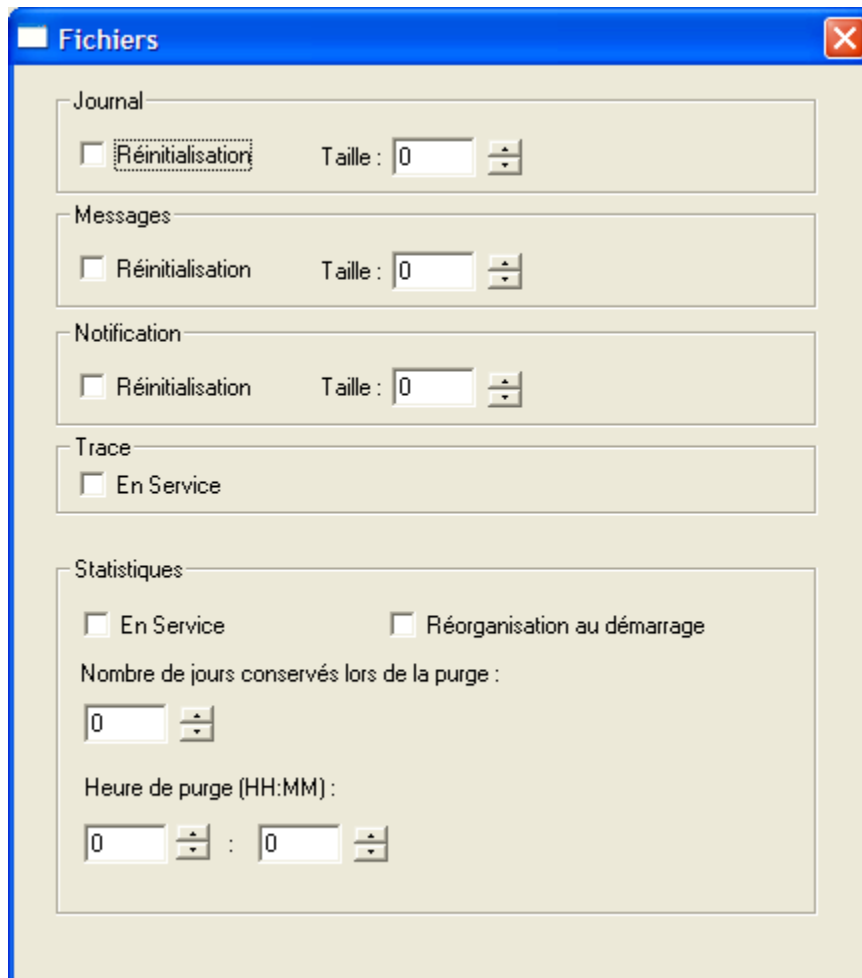 Fichiers
Journal
Réinitialisation Taille : 0
Messages
Réinitialisation Taille : 0
Notification
Réinitialisation Taille : 0
Trace
En Service
Statistiques
En Service Réorganisation au démarrage
Nombre de jours conservés lors de la purge :
0
Heure de purge (HH:MM) :
0 : 0